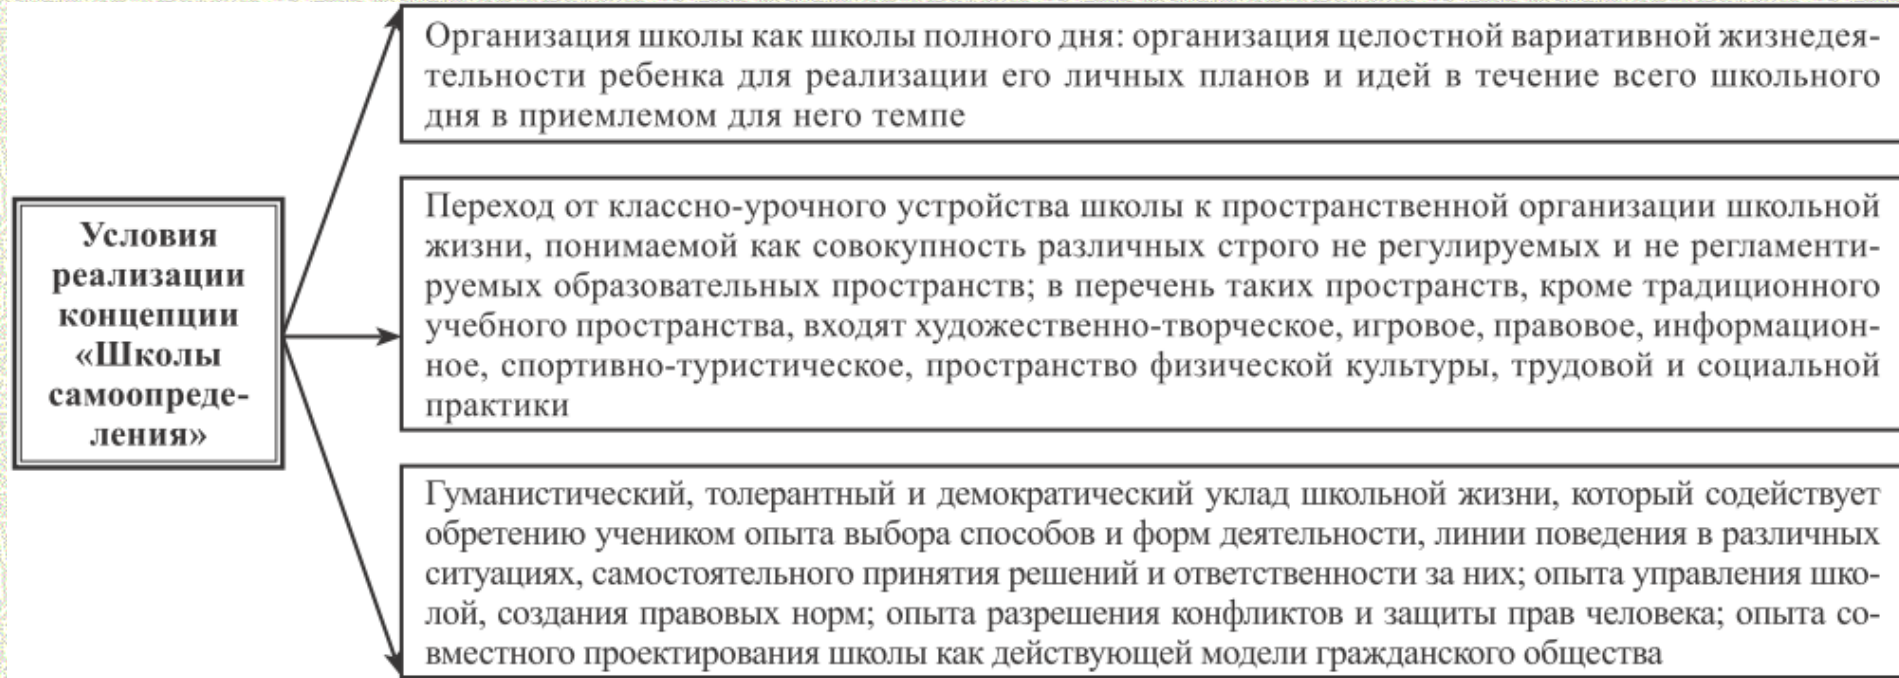 Условия
реализации
концепции
«Школы
самоопреде-
ления»
Организация школы как школы полного дня: организация целостной вариативной жизнедея-
тельности ребенка для реализации его личных планов и идей в течение всего школьного
дня в приемлемом для него темпе
Переход от классно-урочного устройства школы к пространственной организации школьной
жизни, понимаемой как совокупность различных строго не регулируемых и не регламенти-
руемых образовательных пространств; в перечень таких пространств, кроме традиционного
учебного пространства, входят художественно-творческое, игровое, правовое, информацион-
ное, спортивно-туристическое, пространство физической культуры, трудовой и социальной
практики
Гуманистический, толерантный и демократический уклад школьной жизни, который содействует
обретению учеником опыта выбора способов и форм деятельности, линии поведения в различных
ситуациях, самостоятельного принятия решений и ответственности за них; опыта управления шко-
лой, создания правовых норм; опыта разрешения конфликтов и защиты прав человека; опыта со-
вместного проектирования школы как действующей модели гражданского общества